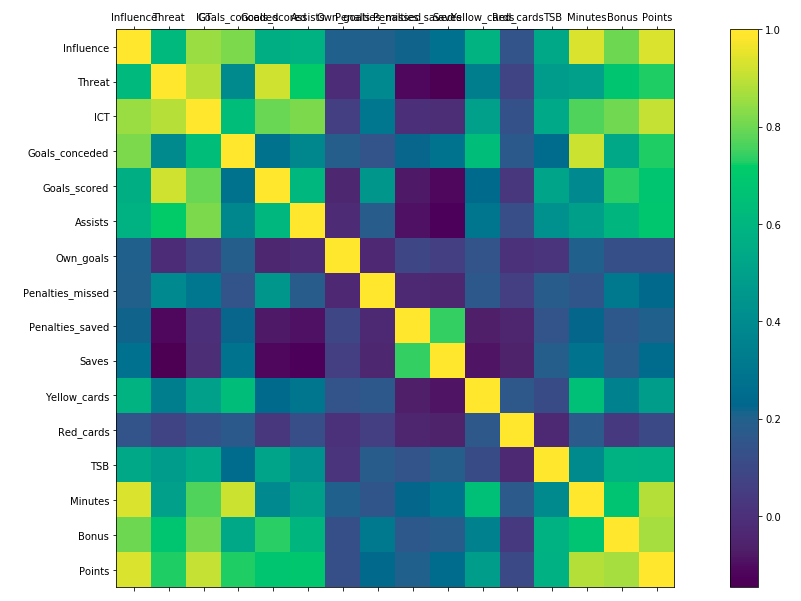 Influence Threat ICT Goals_conceded Goals_scored Assists Own_goals Penalties_missed Penalties_saved Saves Yellow_cards Red_cards TSB Minutes Bonus Points
1.0
Influence
Threat
ICT
0.8
Goals_conceded
Goals_scored
Assists
0.6
Own_goals
Penalties_missed
0.4
Penalties_saved
Saves
Yellow_cards
0.2
Red_cards
TSB
Minutes
0.0
Bonus
Points